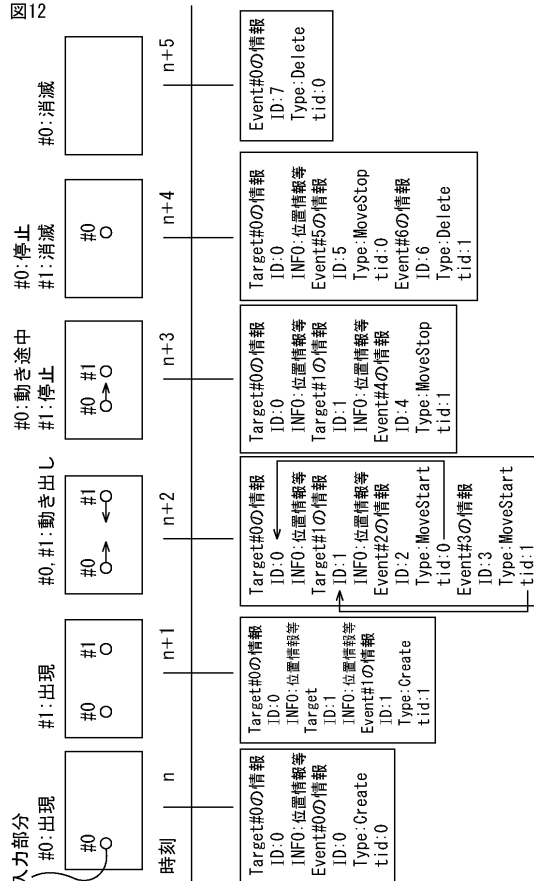 図12
入力部分
#0:出現
#0
時刻
n
Target#0の情報
ID:0
INFO:位置情報等
Event#0の情報
ID:0
Type:Create
tid:0
#1:出現
#0
#1
n+1
Target#0の情報
ID:0
INFO:位置情報等
Target
ID:1
INFO:位置情報等
Event#1の情報
ID:1
Type:Create
tid:1
#0,#1:動き出し
#0
#1
n+2
Target#0の情報
ID:0
INFO:位置情報等
Target#1の情報
ID:1
INFO:位置情報等
Event#2の情報
ID:2
Type:MoveStart
tid:0
Event#3の情報
ID:3
Type:MoveStart
tid:1
#0:動き途中
#1:停止
#0
#1
n+3
Target#0の情報
ID:0
INFO:位置情報等
Target#1の情報
ID:1
INFO:位置情報等
Event#4の情報
ID:4
Type:MoveStop
tid:1
#0:停止
#1:消滅
#0
n+4
Target#0の情報
ID:0
INFO:位置情報等
Event#5の情報
ID:5
Type:MoveStop
tid:0
Event#6の情報
ID:6
Type:Delete
tid:1
#0:消滅
n+5
Event#0の情報
ID:7
Type:Delete
tid:0